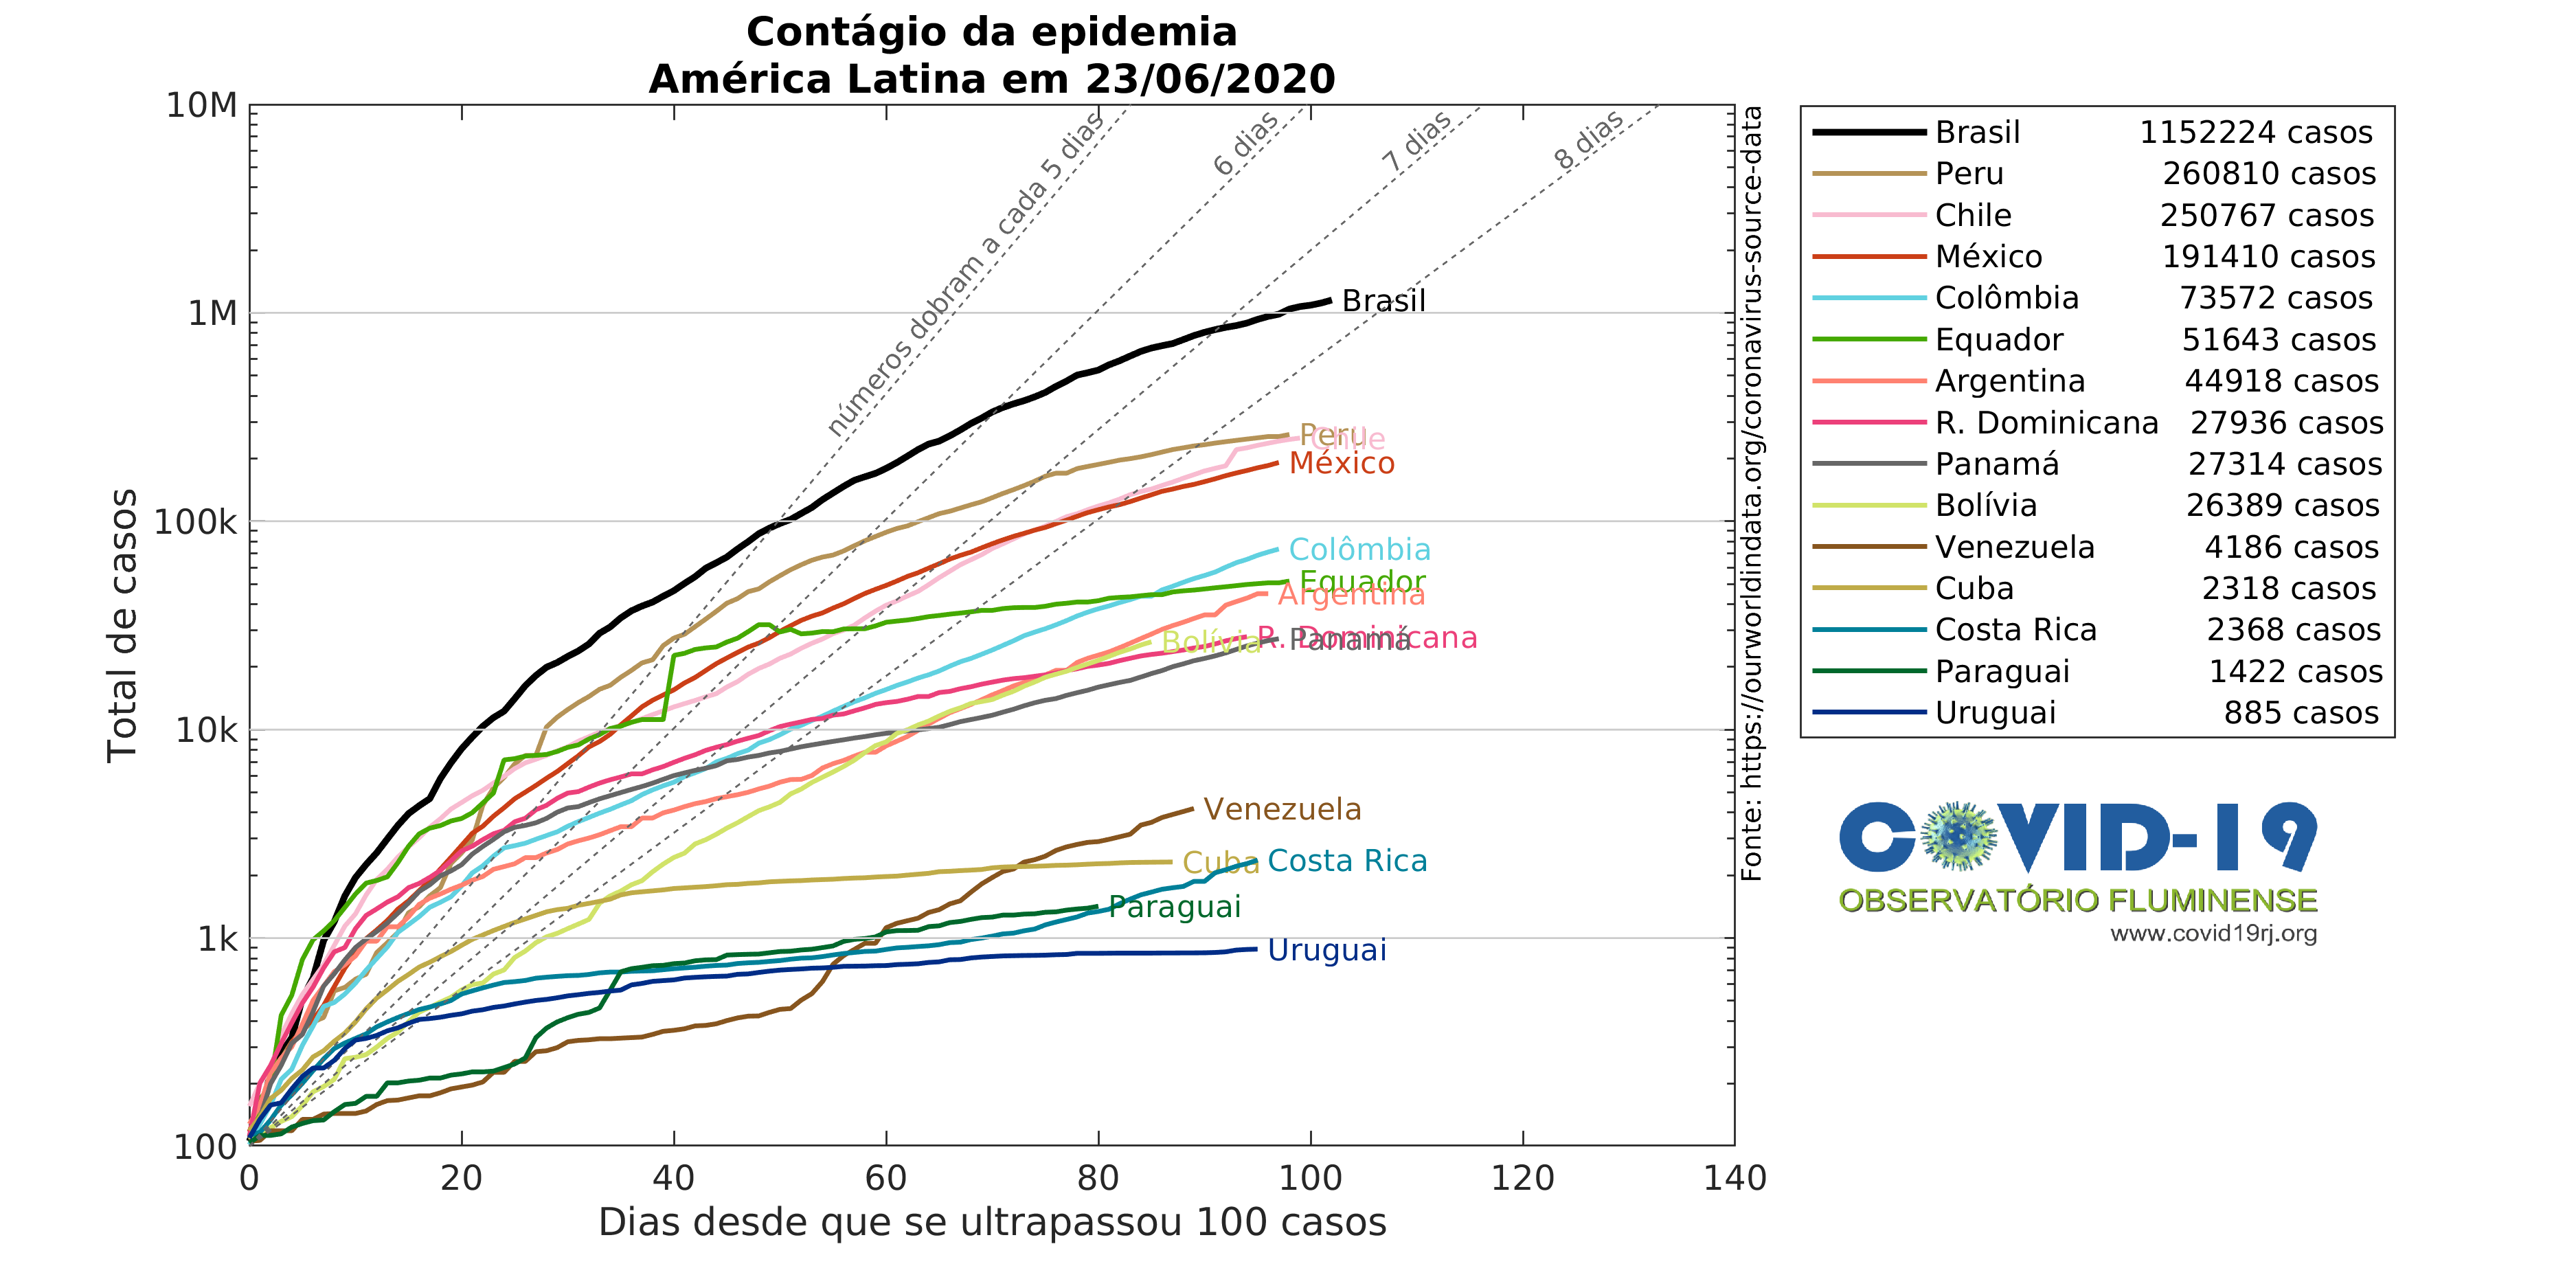 Contágio da epidemia
América Latina em 23/06/2020
Total de casos
10M
1M
100k
10k
1k
100
0 20 40 60 80 100 120 140
Dias desde que se ultrapassou 100 casos
números dobram a cada 5 dias
6 dias
7 dias
8 dias
Brasil
Peru
Chile
México
Colômbia
Equador
Argentina
Bolívia
R. Dominicana
Panamá
Venezuela
Cuba
Costa Rica
Paraguai
Uruguai
Fonte: https://ourworldindata.org/coronavirus-source-data
Brasil 1152224 casos
Peru 260810 casos
Chile 250767 casos
México 191410 casos
Colômbia 73572 casos
Equador 51643 casos
Argentina 44918 casos
R. Dominicana 27936 casos
Panamá 27314 casos
Bolívia 26389 casos
Venezuela 4186 casos
Cuba 2318 casos
Costa Rica 2368 casos
Paraguai 1422 casos
Uruguai 885 casos
COVID-19
OBSERVATÓRIO FLUMINENSE
www.covid19rj.org